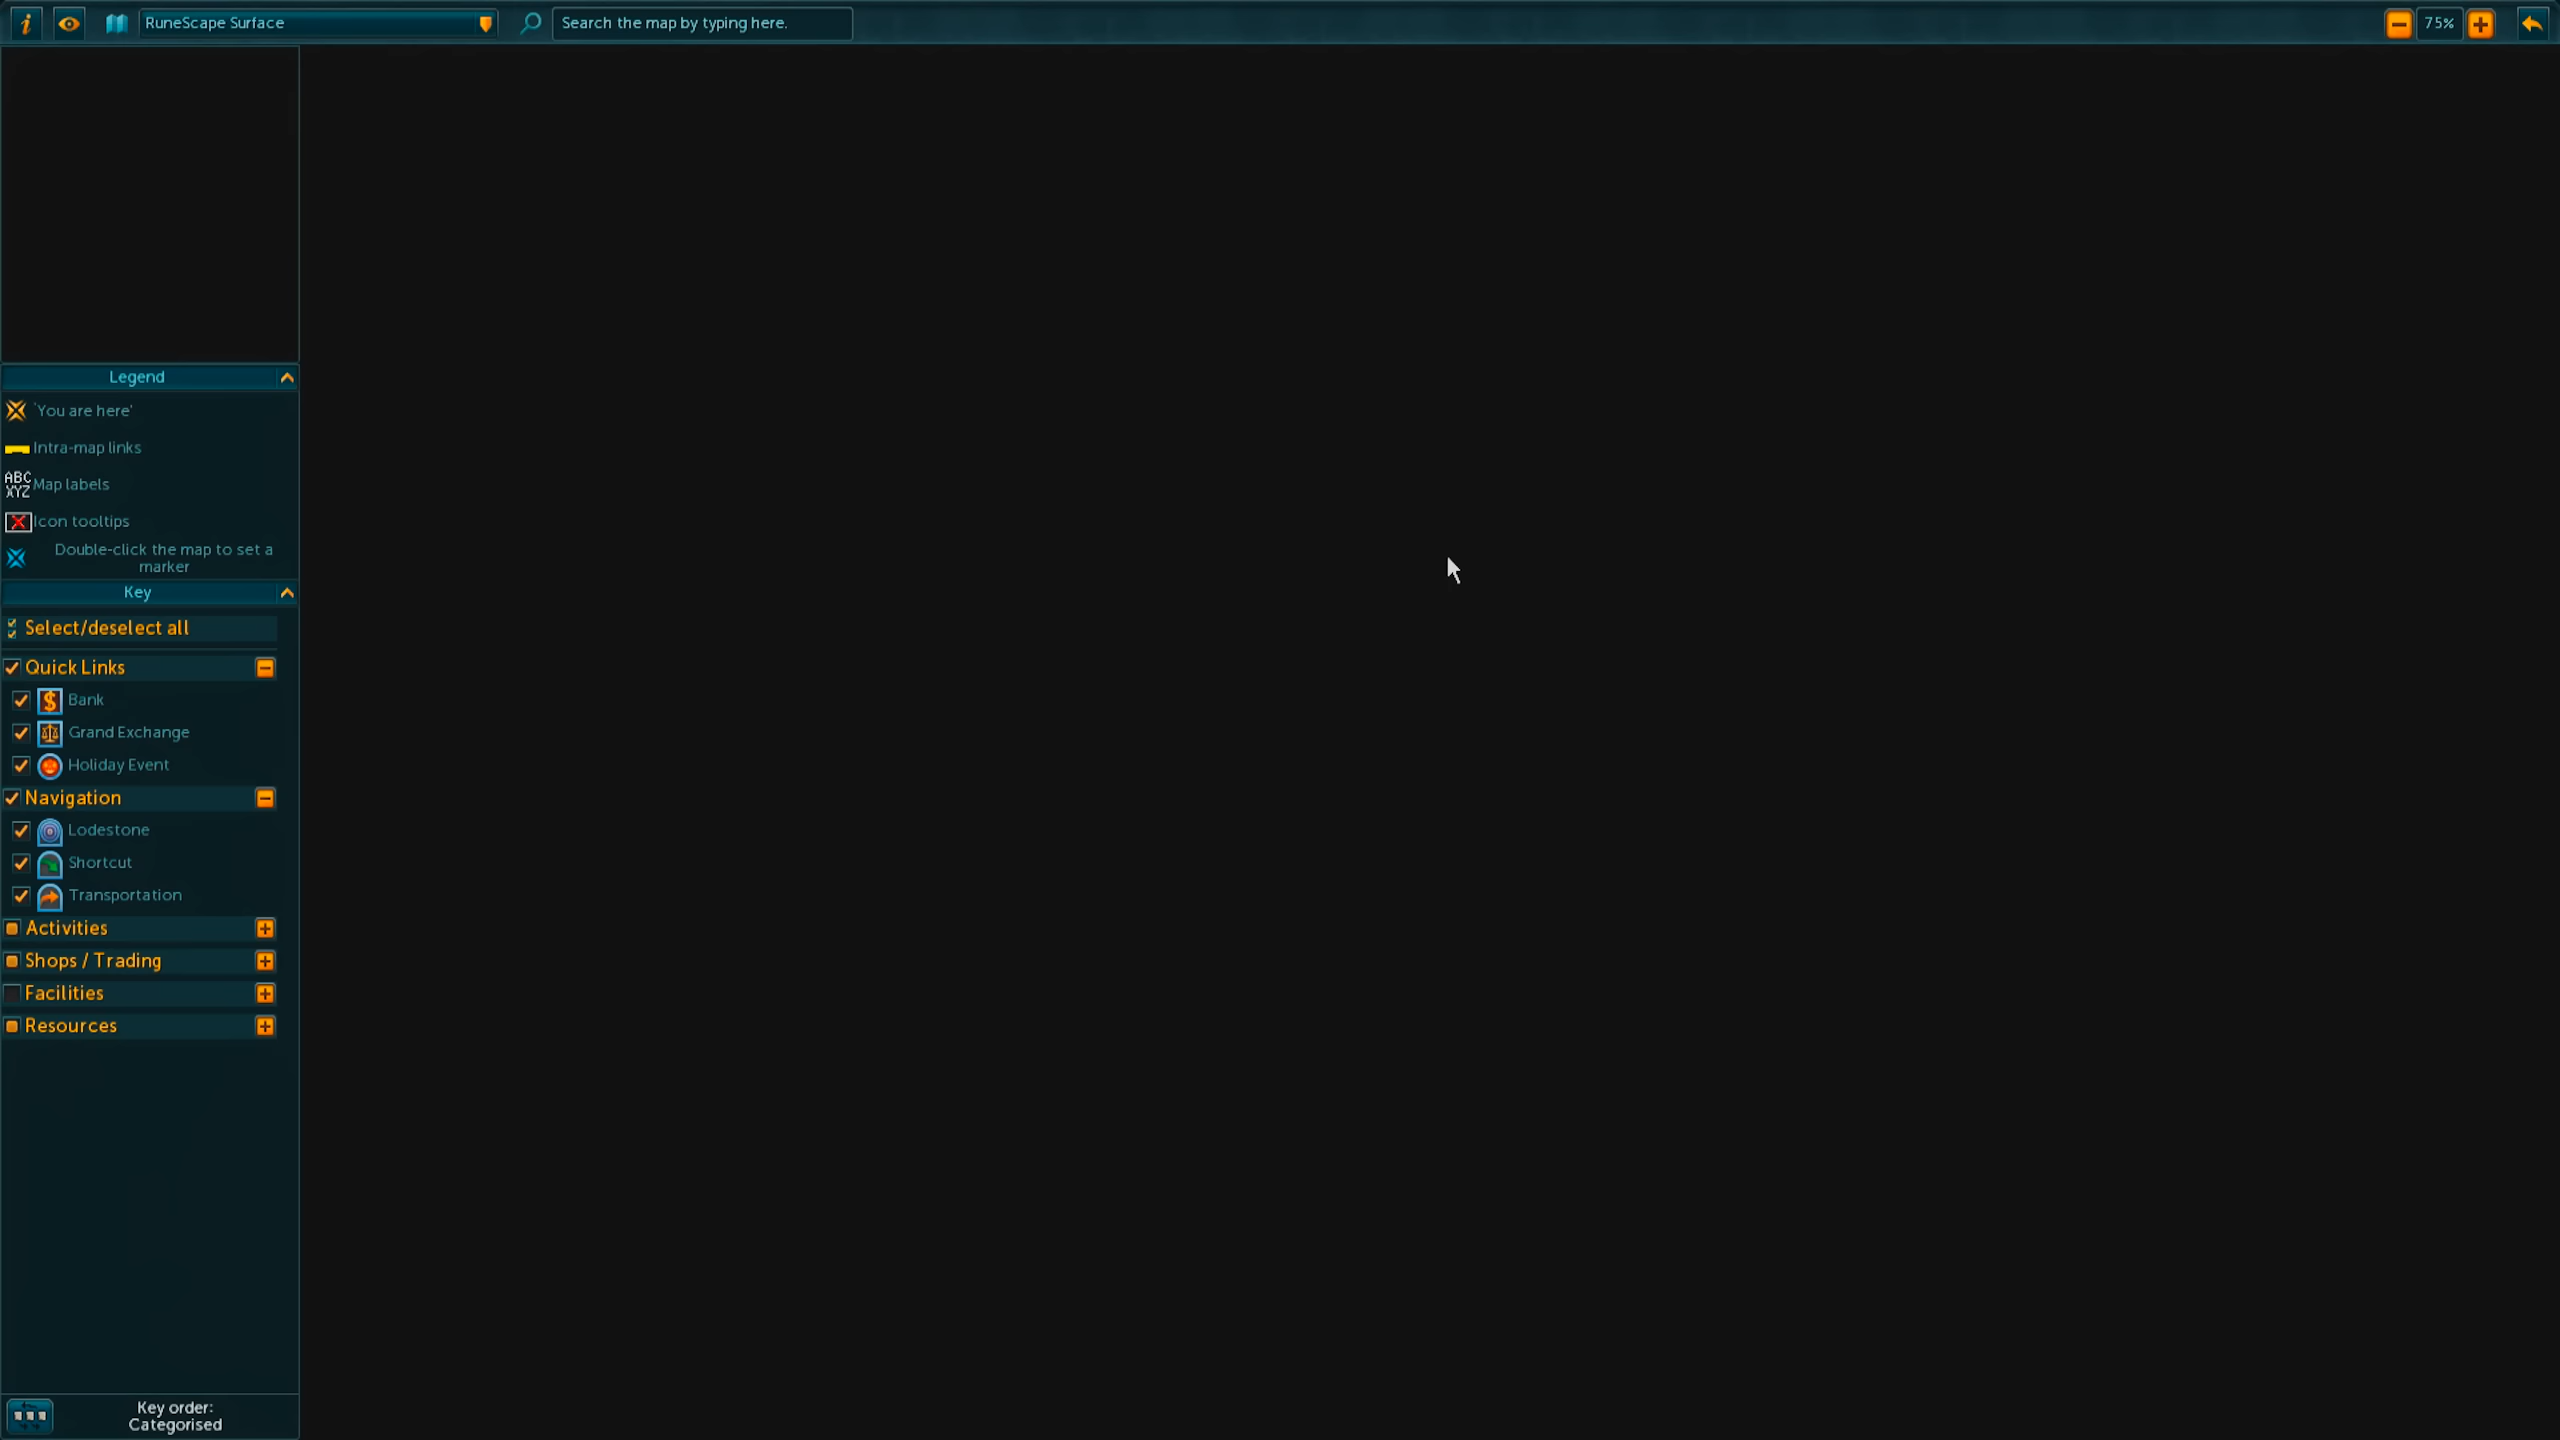 RuneScape Surface
Search the map by typing here.
75%
Legend
'You are here'
Intra-map links
ABC
XYZ
Map labels
Icon tooltips
Double-click the map to set a
marker
Key
Select/deselect all
Quick Links
Bank
Grand Exchange
Holiday Event
Navigation
Lodestone
Shortcut
Transportation
Activities
Shops / Trading
Facilities
Resources
Key order:
Categorised